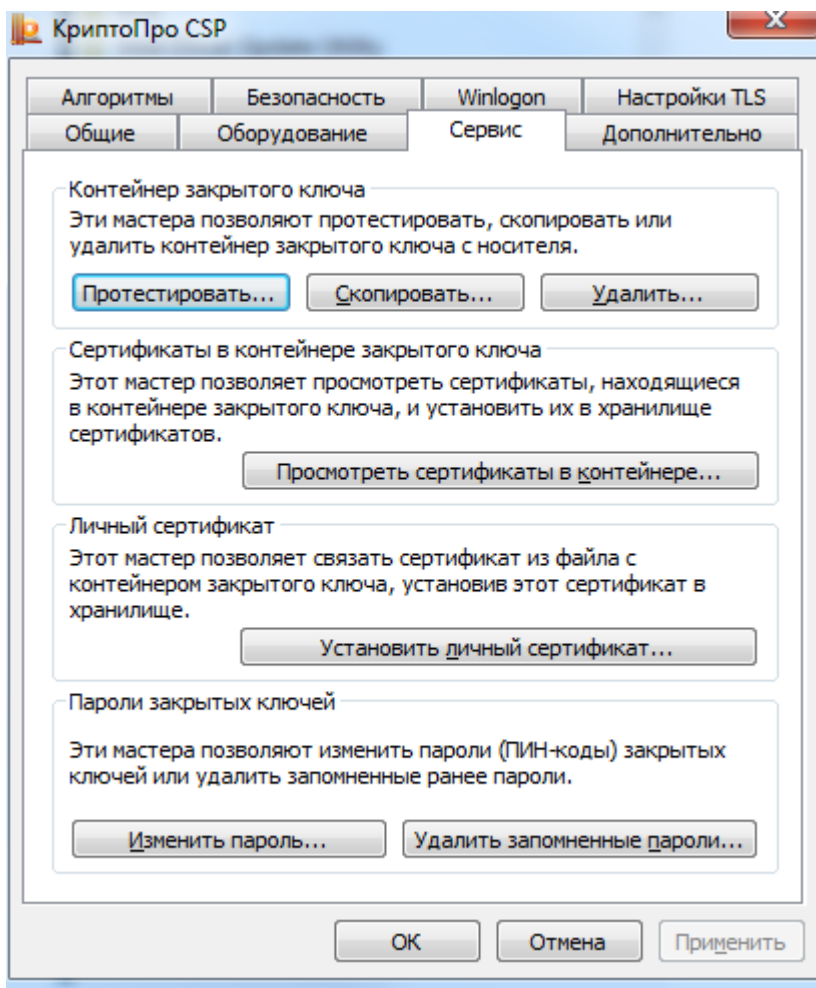 КриптоПро CSP
Алгоритмы Безопасность Winlogon Настройки TLS
Общие Оборудование Сервис Дополнительно
Контейнер закрытого ключа
Эти мастера позволяют протестировать, скопировать или
удалить контейнер закрытого ключа с носителя.
Протестировать... Скопировать... Удалить...
Сертификаты в контейнере закрытого ключа
Этот мастер позволяет просмотреть сертификаты, находящиеся
в контейнере закрытого ключа, и установить их в хранилище
сертификатов.
Просмотреть сертификаты в контейнере...
Личный сертификат
Этот мастер позволяет связать сертификат из файла с
контейнером закрытого ключа, установив этот сертификат в
хранилище.
Установить личный сертификат...
Пароли закрытых ключей
Эти мастера позволяют изменить пароли (ПИН-коды) закрытых
ключей или удалить запомненные ранее пароли.
Изменить пароль... Удалить запомненные пароли...
ОК Отмена Применить